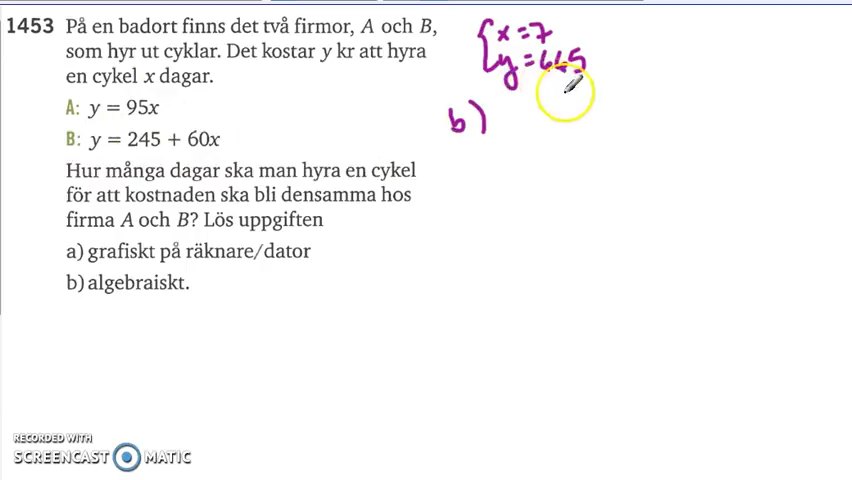 1453 På en badort finns det två firmor, A och B,
som hyr ut cyklar. Det kostar y kr att hyra
en cykel x dagar.
A: y = 95x
B: y = 245 + 60x
Hur många dagar ska man hyra en cykel
för att kostnaden ska bli densamma hos
firma A och B? Lös uppgiften
a) grafiskt på räknare/dator
b) algebraiskt.
{x = 7
y = 665
b)
RECORDED WITH
SCREENCAST MATIC